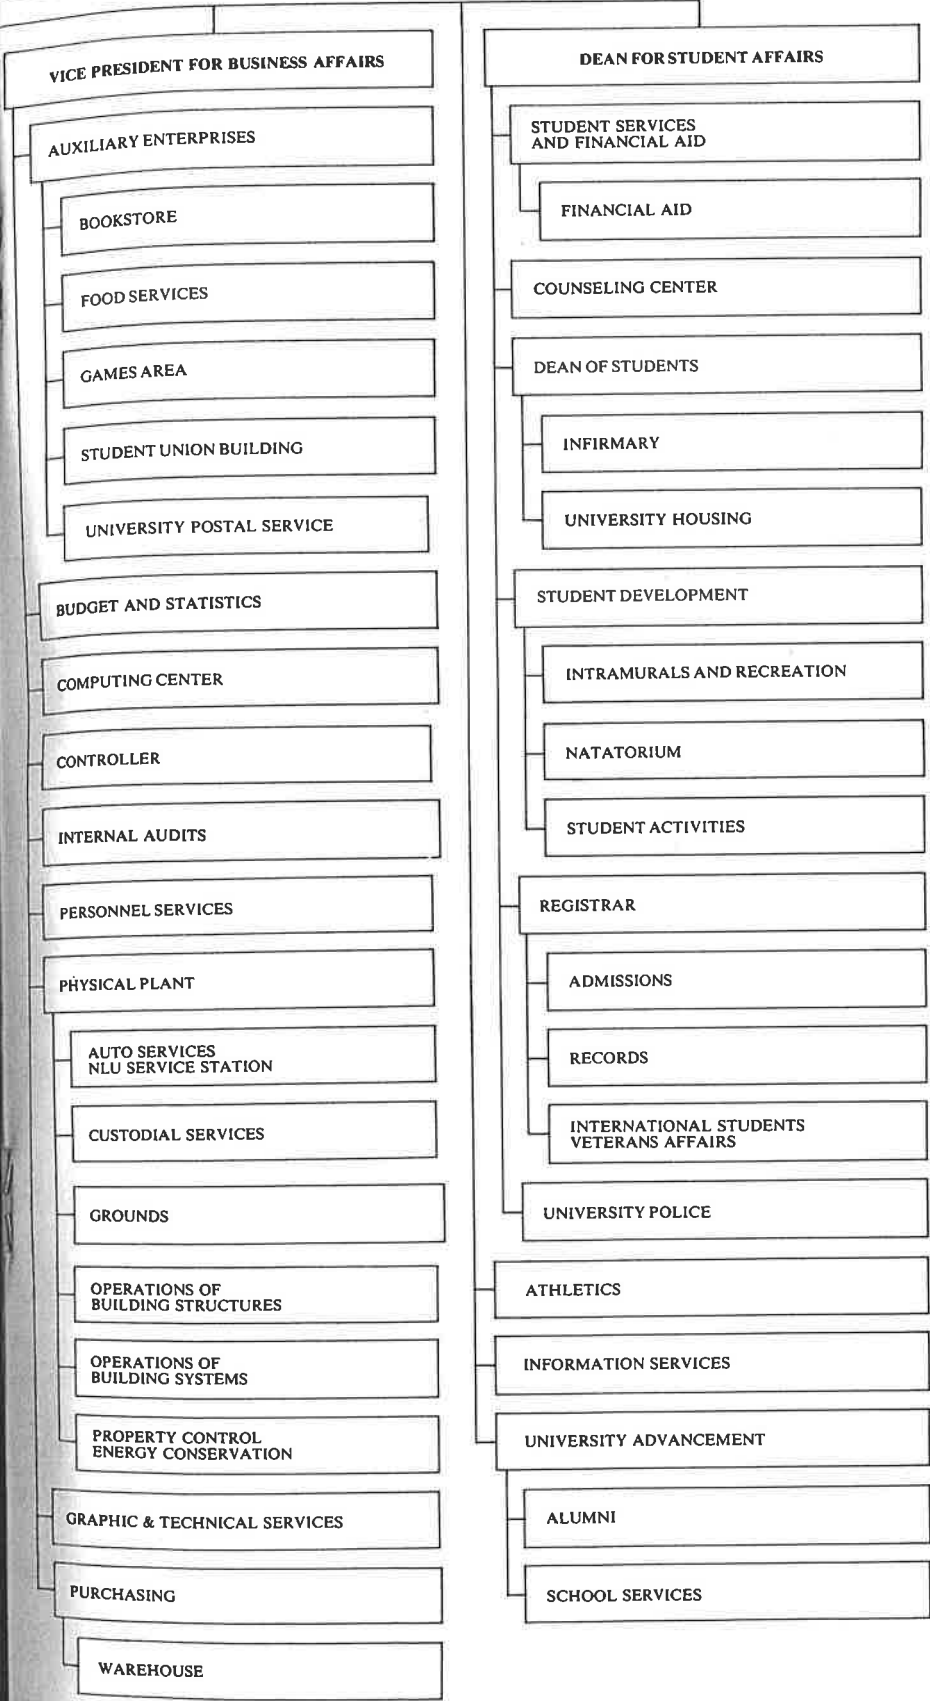 VICE PRESIDENT FOR BUSINESS AFFAIRS
AUXILIARY ENTERPRISES
BOOKSTORE
FOOD SERVICES
GAMES AREA
STUDENT UNION BUILDING
UNIVERSITY POSTAL SERVICE
BUDGET AND STATISTICS
COMPUTING CENTER
CONTROLLER
INTERNAL AUDITS
PERSONNEL SERVICES
PHYSICAL PLANT
AUTO SERVICES
NLU SERVICE STATION
CUSTODIAL SERVICES
GROUNDS
OPERATIONS OF
BUILDING STRUCTURES
OPERATIONS OF
BUILDING SYSTEMS
PROPERTY CONTROL
ENERGY CONSERVATION
GRAPHIC & TECHNICAL SERVICES
PURCHASING
WAREHOUSE
DEAN FOR STUDENT AFFAIRS
STUDENT SERVICES
AND FINANCIAL AID
FINANCIAL AID
COUNSELING CENTER
DEAN OF STUDENTS
INFIRMARY
UNIVERSITY HOUSING
STUDENT DEVELOPMENT
INTRAMURALS AND RECREATION
NATATORIUM
STUDENT ACTIVITIES
REGISTRAR
ADMISSIONS
RECORDS
INTERNATIONAL STUDENTS
VETERANS AFFAIRS
UNIVERSITY POLICE
ATHLETICS
INFORMATION SERVICES
UNIVERSITY ADVANCEMENT
ALUMNI
SCHOOL SERVICES